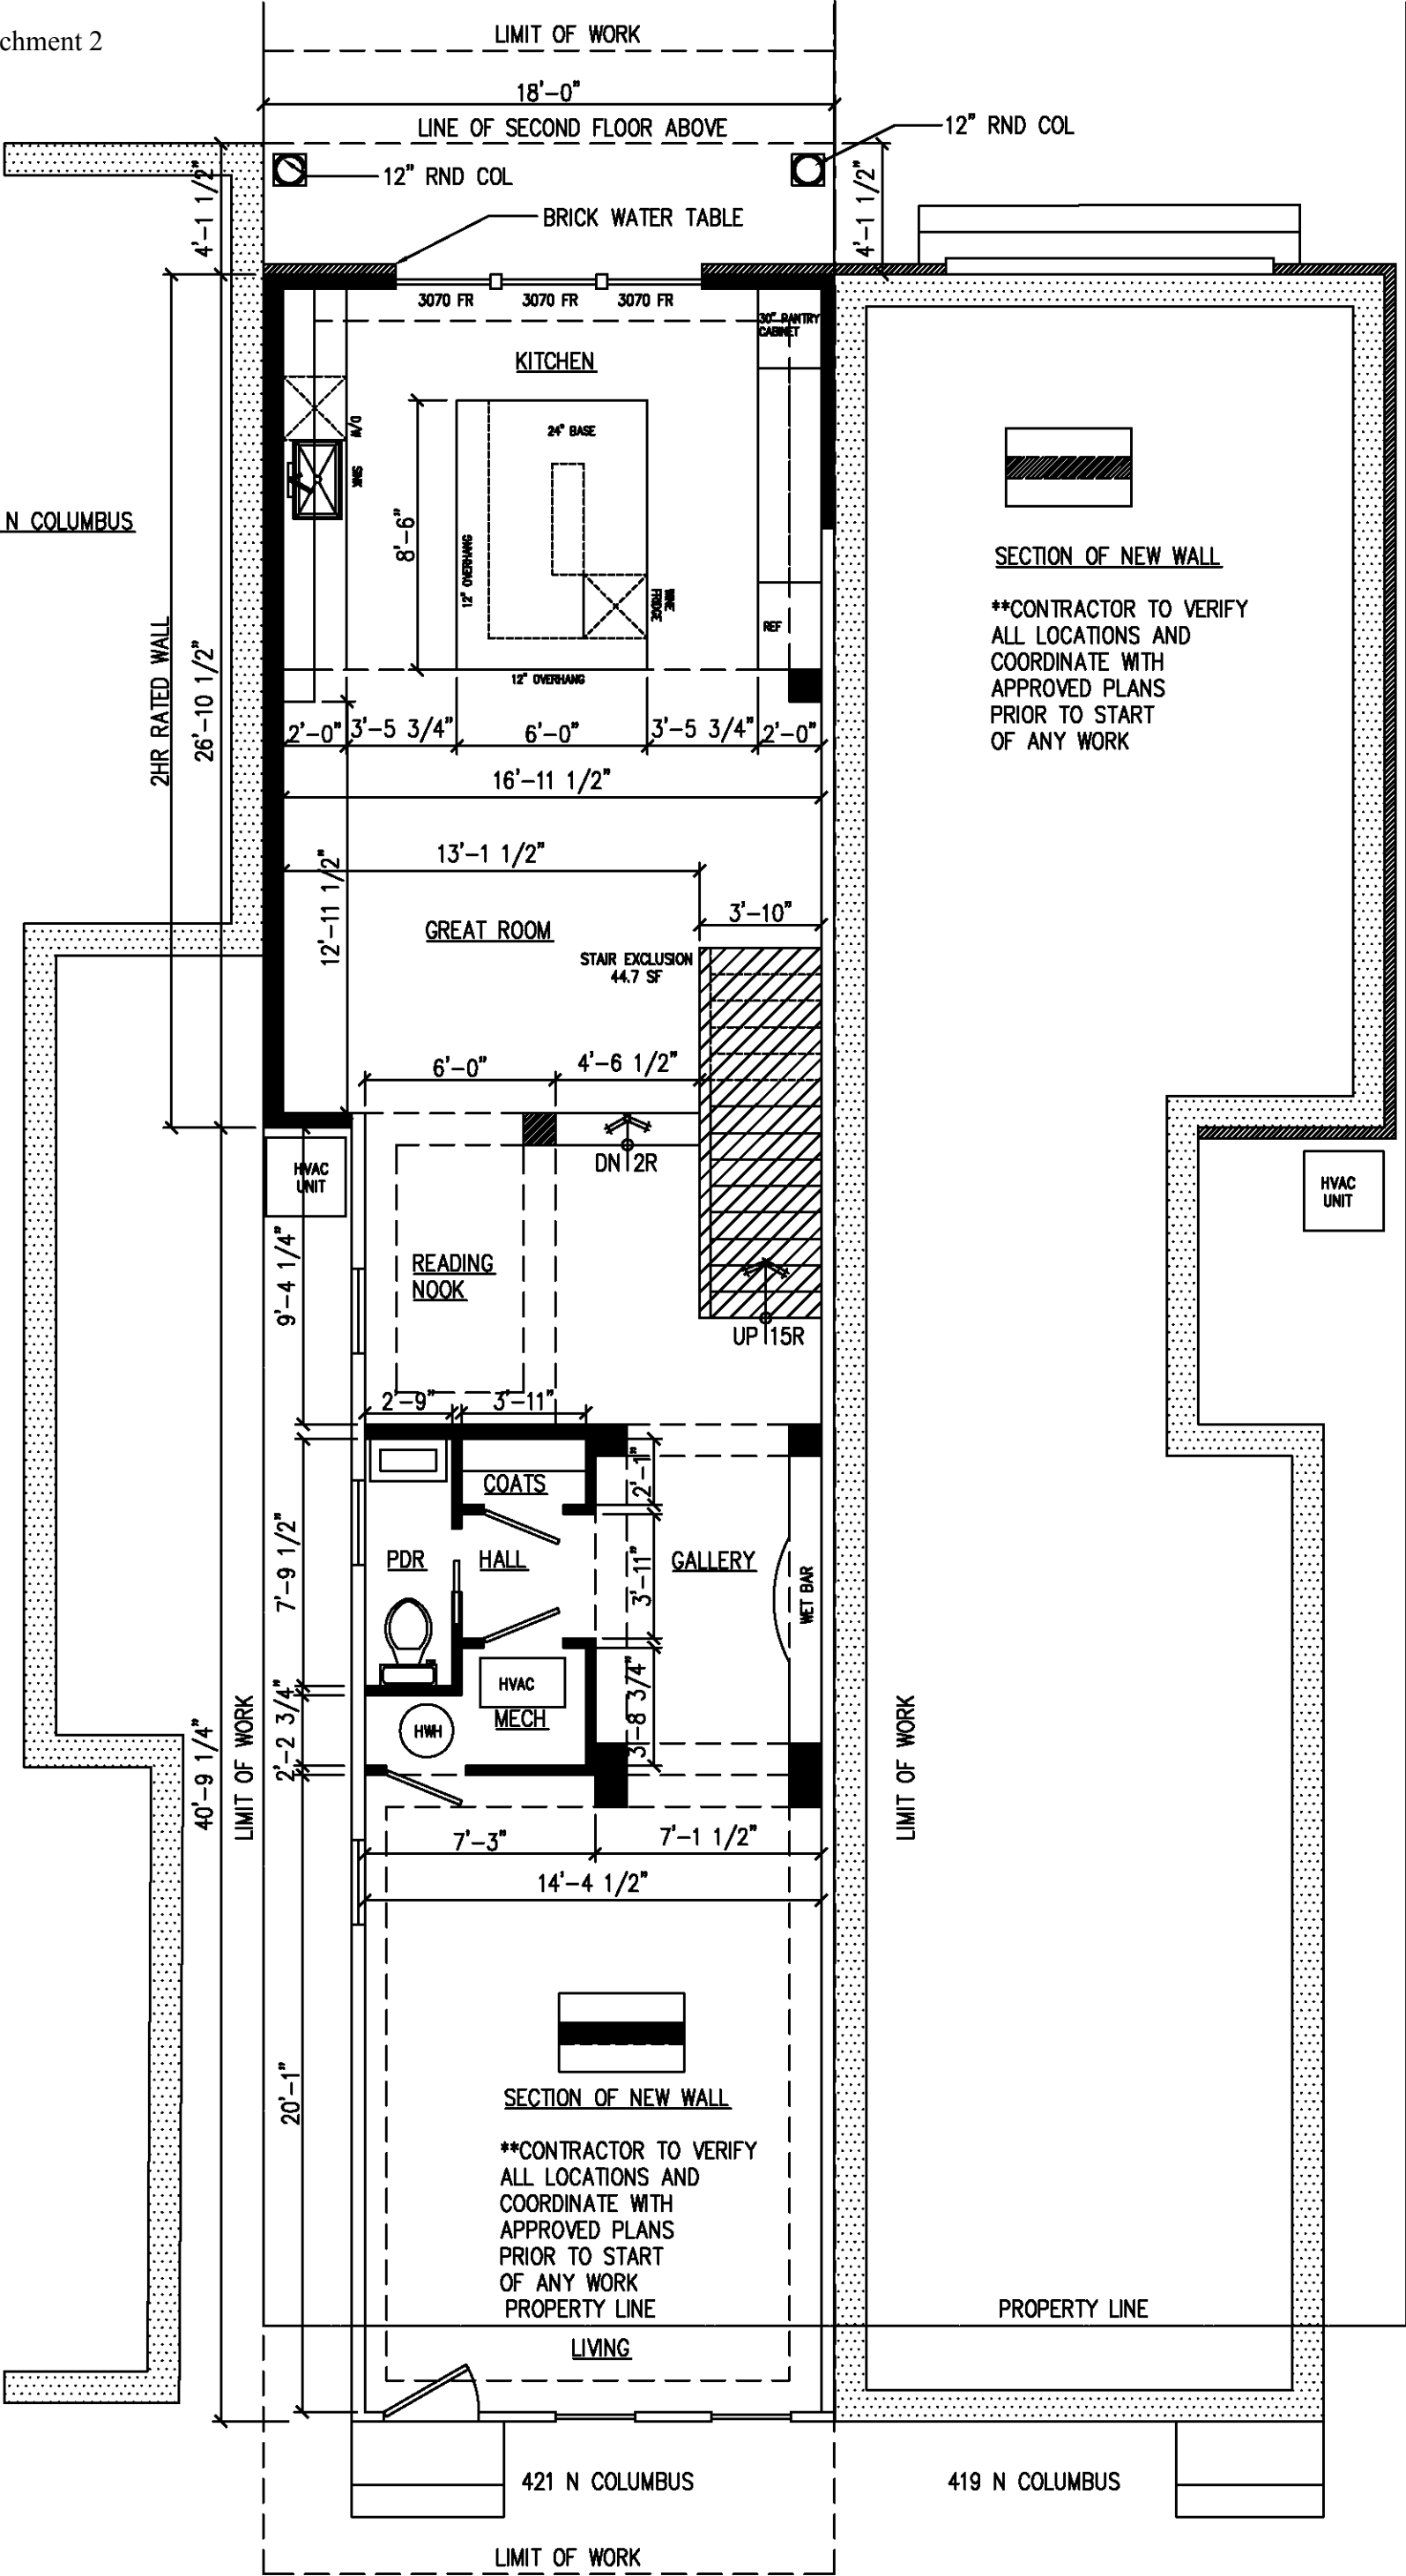 chment 2
LIMIT OF WORK
18'-0"
LINE OF SECOND FLOOR ABOVE
12" RND COL
12" RND COL
4'-1 1/2"
4'-1 1/2"
BRICK WATER TABLE
3070 FR
3070 FR
3070 FR
30" PANTRY
CABINET
KITCHEN
D/W
24" BASE
SINK
N COLUMBUS
8'-6"
12" OVERHANG
WINE
FRIDGE
REF
SECTION OF NEW WALL
**CONTRACTOR TO VERIFY
ALL LOCATIONS AND
COORDINATE WITH
APPROVED PLANS
PRIOR TO START
OF ANY WORK
2HR RATED WALL
26'-10 1/2"
12" OVERHANG
2'-0"
3'-5 3/4"
6'-0"
3'-5 3/4"
2'-0"
16'-11 1/2"
13'-1 1/2"
12'-11 1/2"
3'-10"
GREAT ROOM
STAIR EXCLUSION
44.7 SF
6'-0"
4'-6 1/2"
DN 2R
HVAC
UNIT
HVAC
UNIT
9'-4 1/4"
READING
NOOK
UP 15R
2'-9"
3'-11"
COATS
2'-1"
7'-9 1/2"
PDR
HALL
3'-11"
GALLERY
WET BAR
HVAC
MECH
HWH
3'-8 3/4"
2'-2 3/4"
40'-9 1/4"
LIMIT OF WORK
LIMIT OF WORK
7'-3"
7'-1 1/2"
14'-4 1/2"
20'-1"
SECTION OF NEW WALL
**CONTRACTOR TO VERIFY
ALL LOCATIONS AND
COORDINATE WITH
APPROVED PLANS
PRIOR TO START
OF ANY WORK
PROPERTY LINE
PROPERTY LINE
LIVING
421 N COLUMBUS
419 N COLUMBUS
LIMIT OF WORK